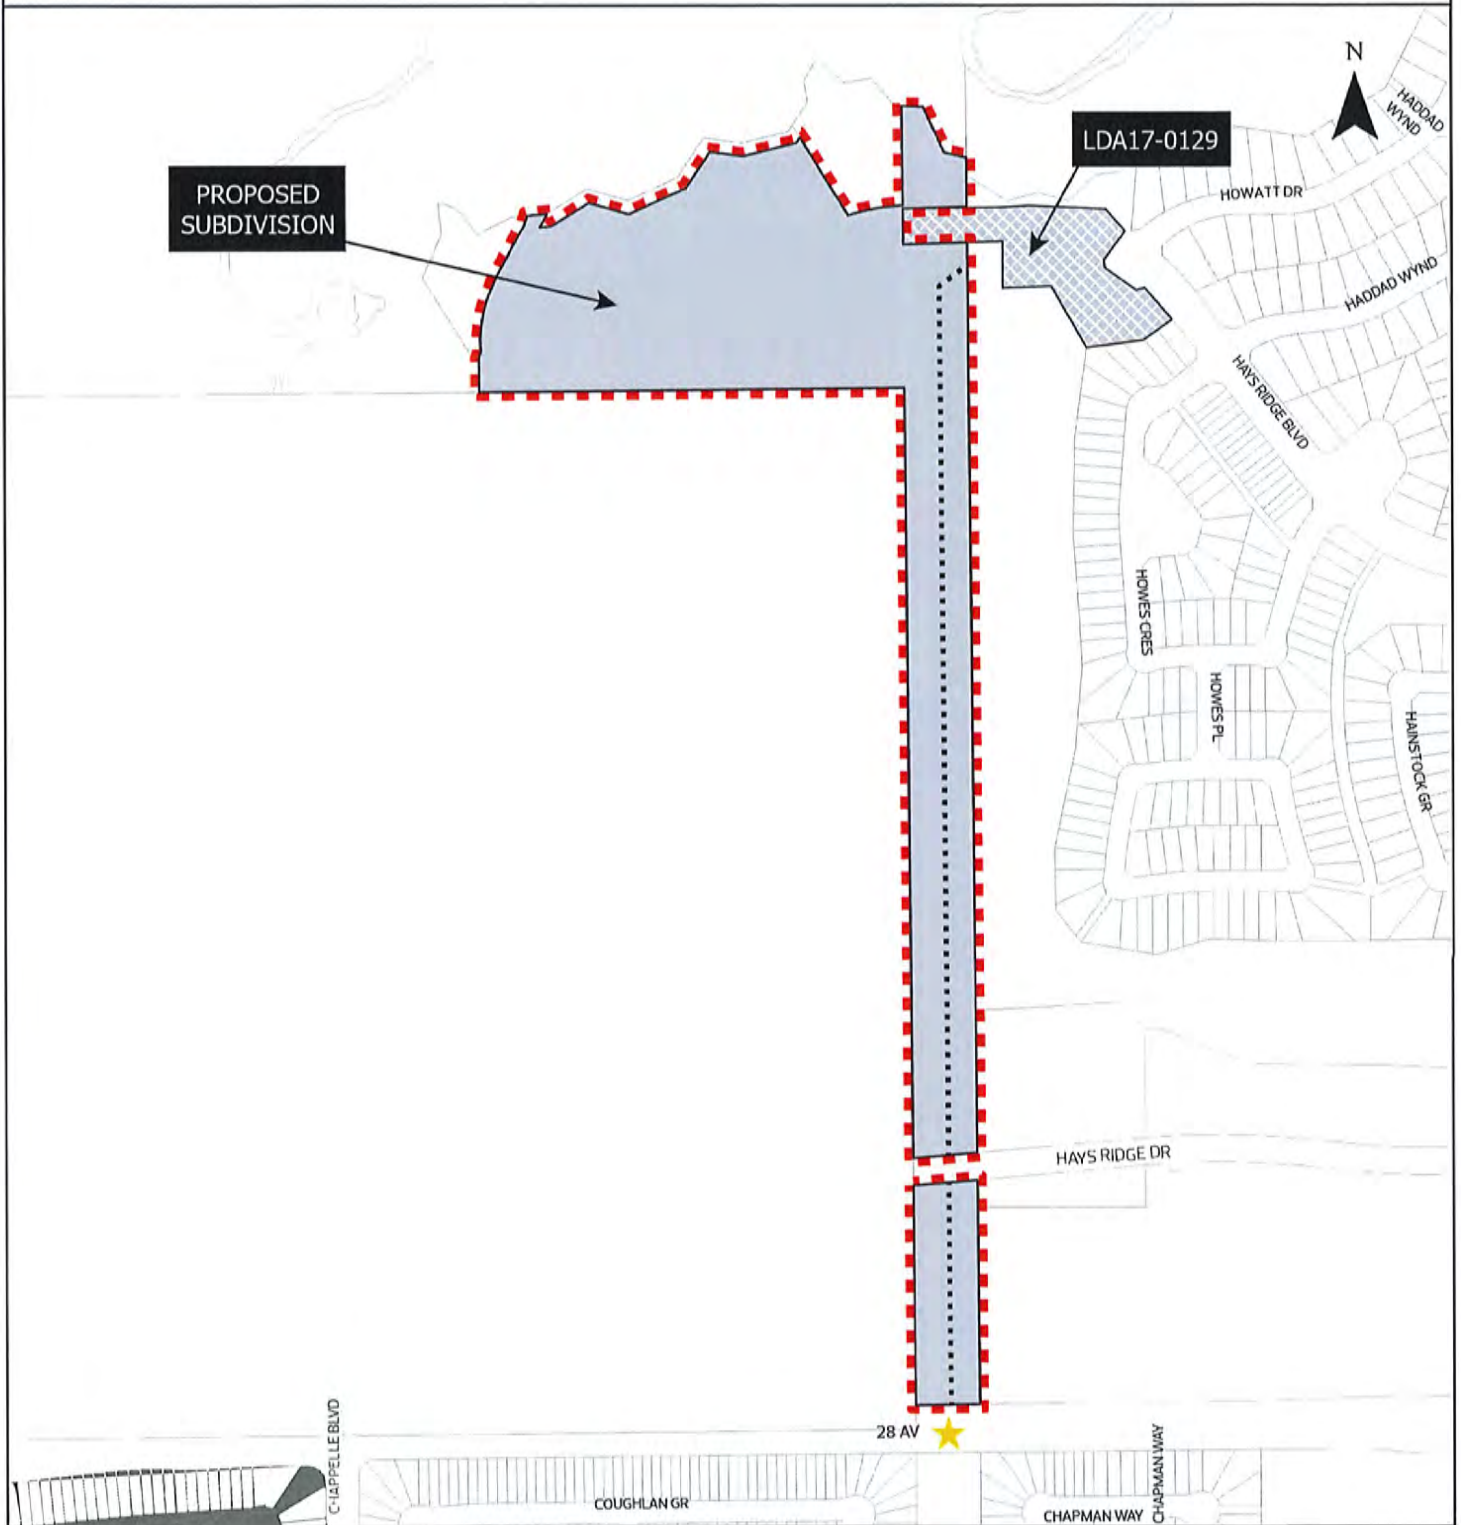 N
HADDAD
WYND
LDA17-0129
PROPOSED
SUBDIVISION
HOWATT DR
HADDAD WYND
HAYS RIDGE BLVD
HOWES CRES
HOWES PL
HAINSTOCK GR
HAYS RIDGE DR
28 AV
CHAPPELLE BLVD
COUGHLAN GR
CHAPMAN WAY
CHAPMAN WAY